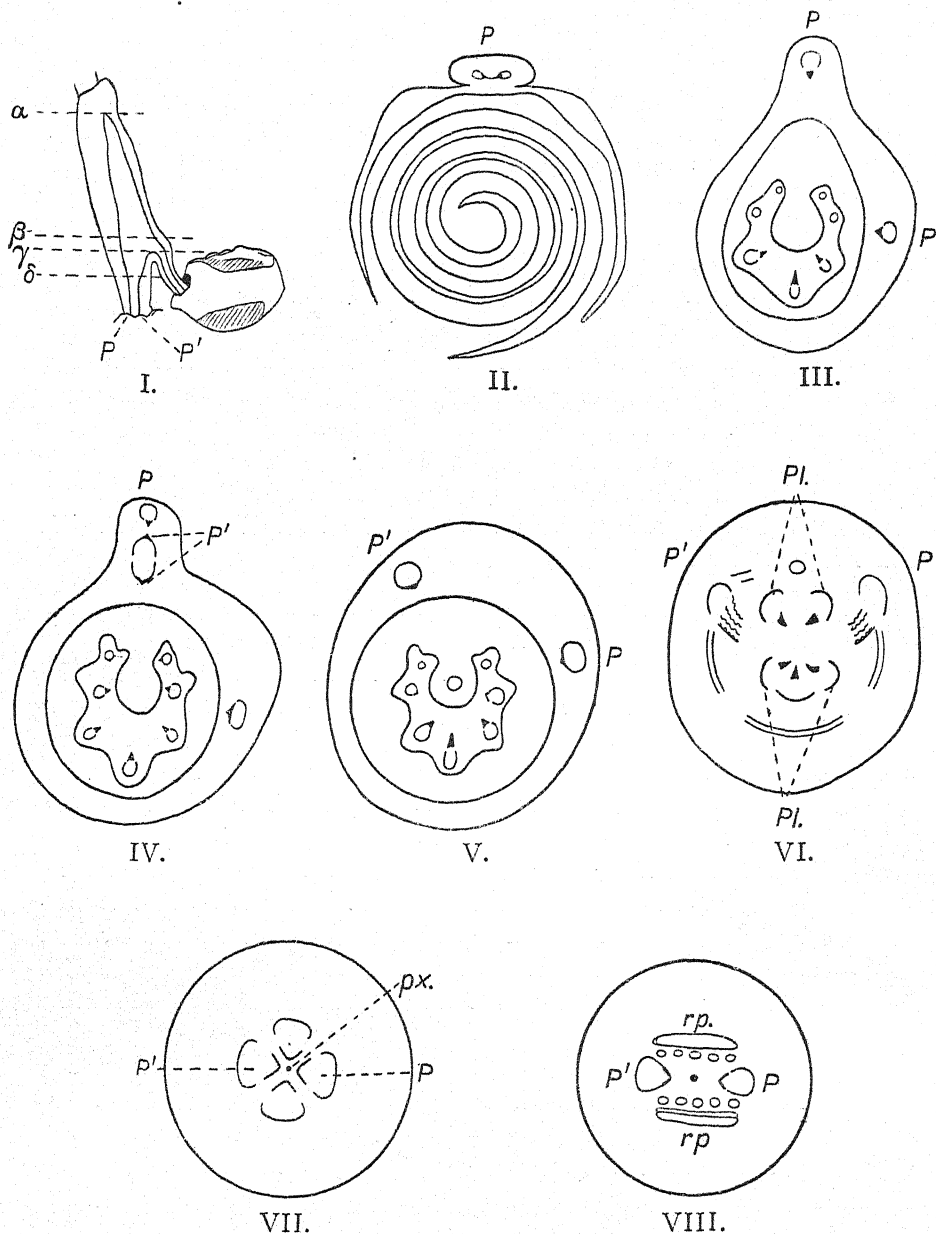 α
β
γ
δ
P
P'
I.
P
II.
P
P
III.
P
P'
IV.
P'
P
V.
Pl.
P'
P
Pl.
VI.
px.
P'
P
VII.
rp.
P'
P
rp
VIII.